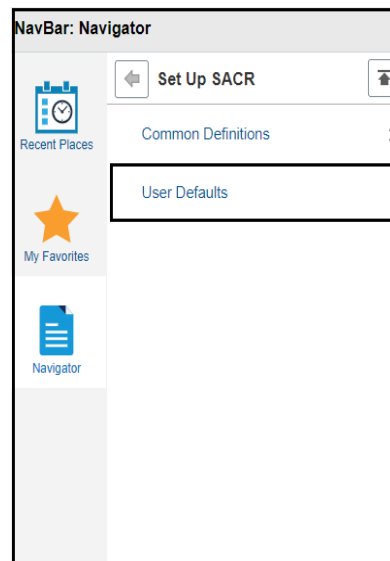 NavBar: Navigator
Set Up SACR
Recent Places
Common Definitions
User Defaults
My Favorites
Navigator